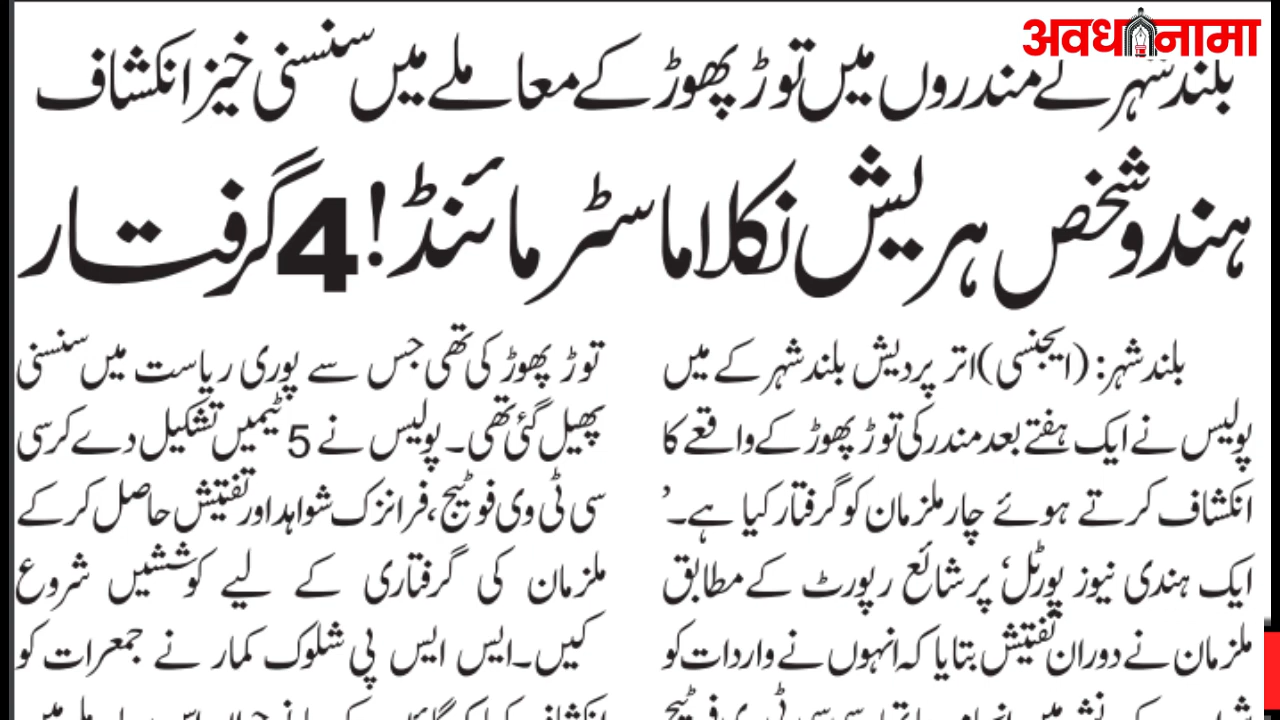 अवधनामा
بلند شہر کے مندروں میں توڑ پھوڑ کے معاملے میں سنسنی خیز انکشاف
ہندو شخص ہریش نکلا ماسٹر مائنڈ! 4 گرفتار
بلند شہر: (ایجنسی) اتر پردیش بلند شہر کے میں
پولیس نے ایک ہفتے بعد مندر کی توڑ پھوڑ کے واقعے کا
انکشاف کرتے ہوئے چار ملزمان کو گرفتار کیا ہے۔ ’
ایک ہندی نیوز پورٹل‘ پر شائع رپورٹ کے مطابق
ملزمان نے دوران تفتیش بتایا کہ انہوں نے واردات کو
توڑ پھوڑ کی تھی جس سے پوری ریاست میں سنسنی
پھیل گئی تھی۔ پولیس نے 5 ٹیمیں تشکیل دے کر سی
سی ٹی وی فوٹیج، فرانزک شواہد اور تفتیش حاصل کر کے
ملزمان کی گرفتاری کے لیے کوششیں شروع
کیں۔ ایس ایس پی شلوک کمار نے جمعرات کو